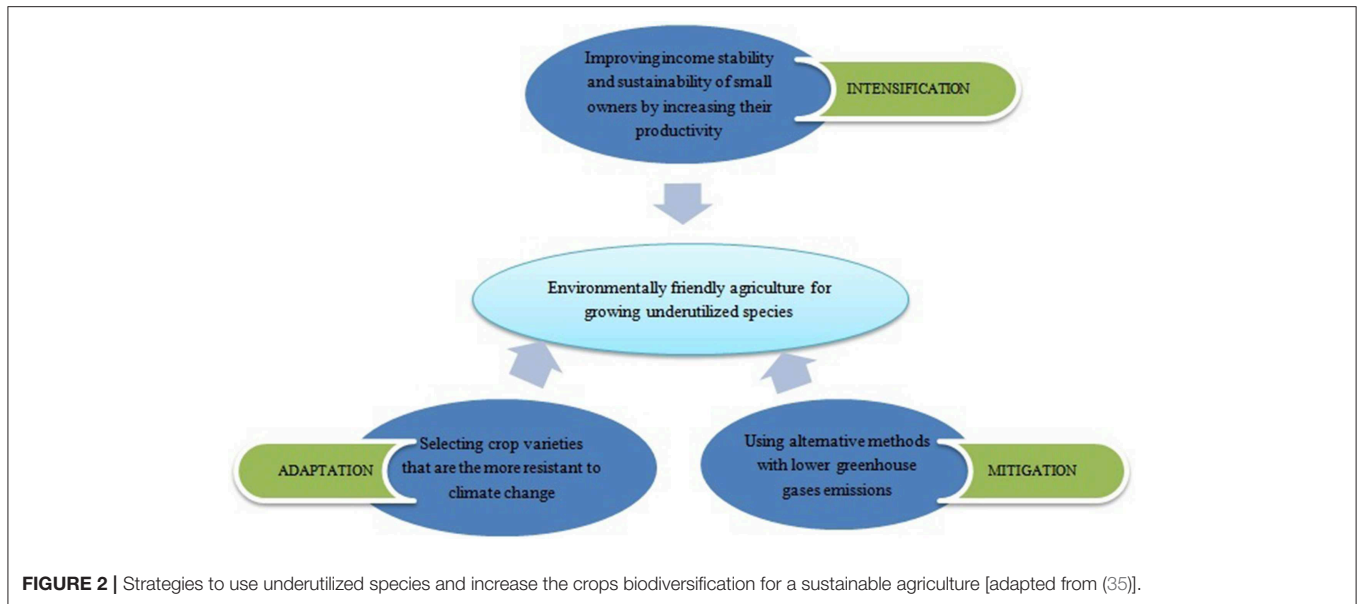 Improving income stability
and sustainability of small
owners by increasing their
productivity
INTENSIFICATION
Environmentally friendly agriculture for
growing underutilized species
ADAPTATION
Selecting crop varieties
that are the more resistant to
climate change
Using alternative methods
with lower greenhouse
gases emissions
MITIGATION
FIGURE 2 | Strategies to use underutilized species and increase the crops biodiversification for a sustainable agriculture [adapted from (35)].